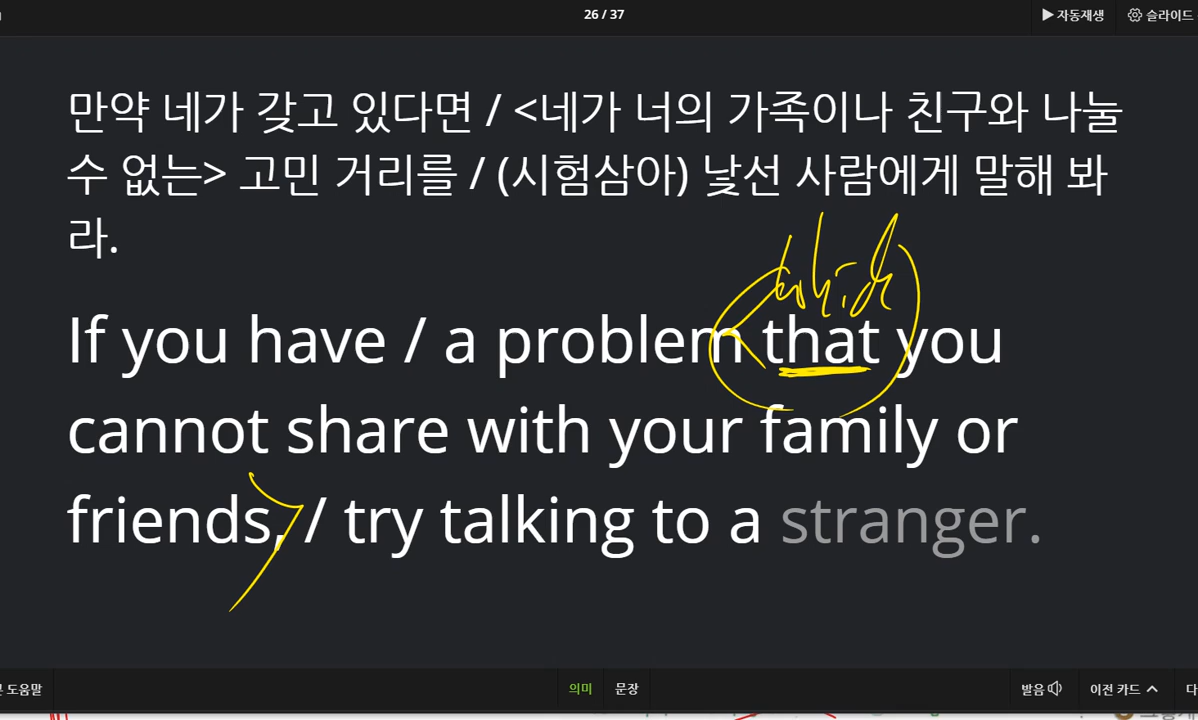 26 / 37
▶ 자동재생
슬라이드
만약 네가 갖고 있다면 / <네가 너의 가족이나 친구와 나눌
수 없는> 고민 거리를 / (시험삼아) 낯선 사람에게 말해 봐
라.
which
If you have / a problem that you
cannot share with your family or
friends, / try talking to a stranger.
도움말
의미
문장
발음
이전 카드